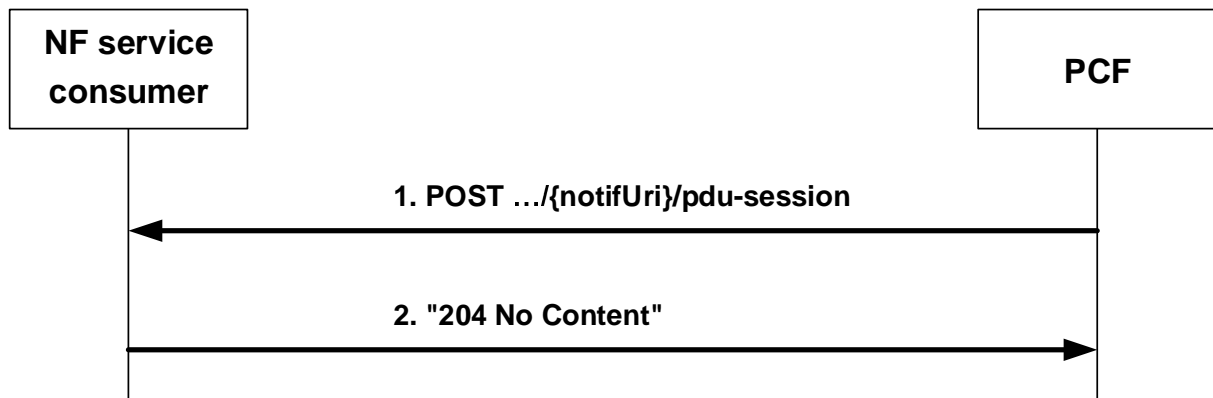 NF service
consumer
PCF
1. POST …/{notifUri}/pdu-session
2. "204 No Content"